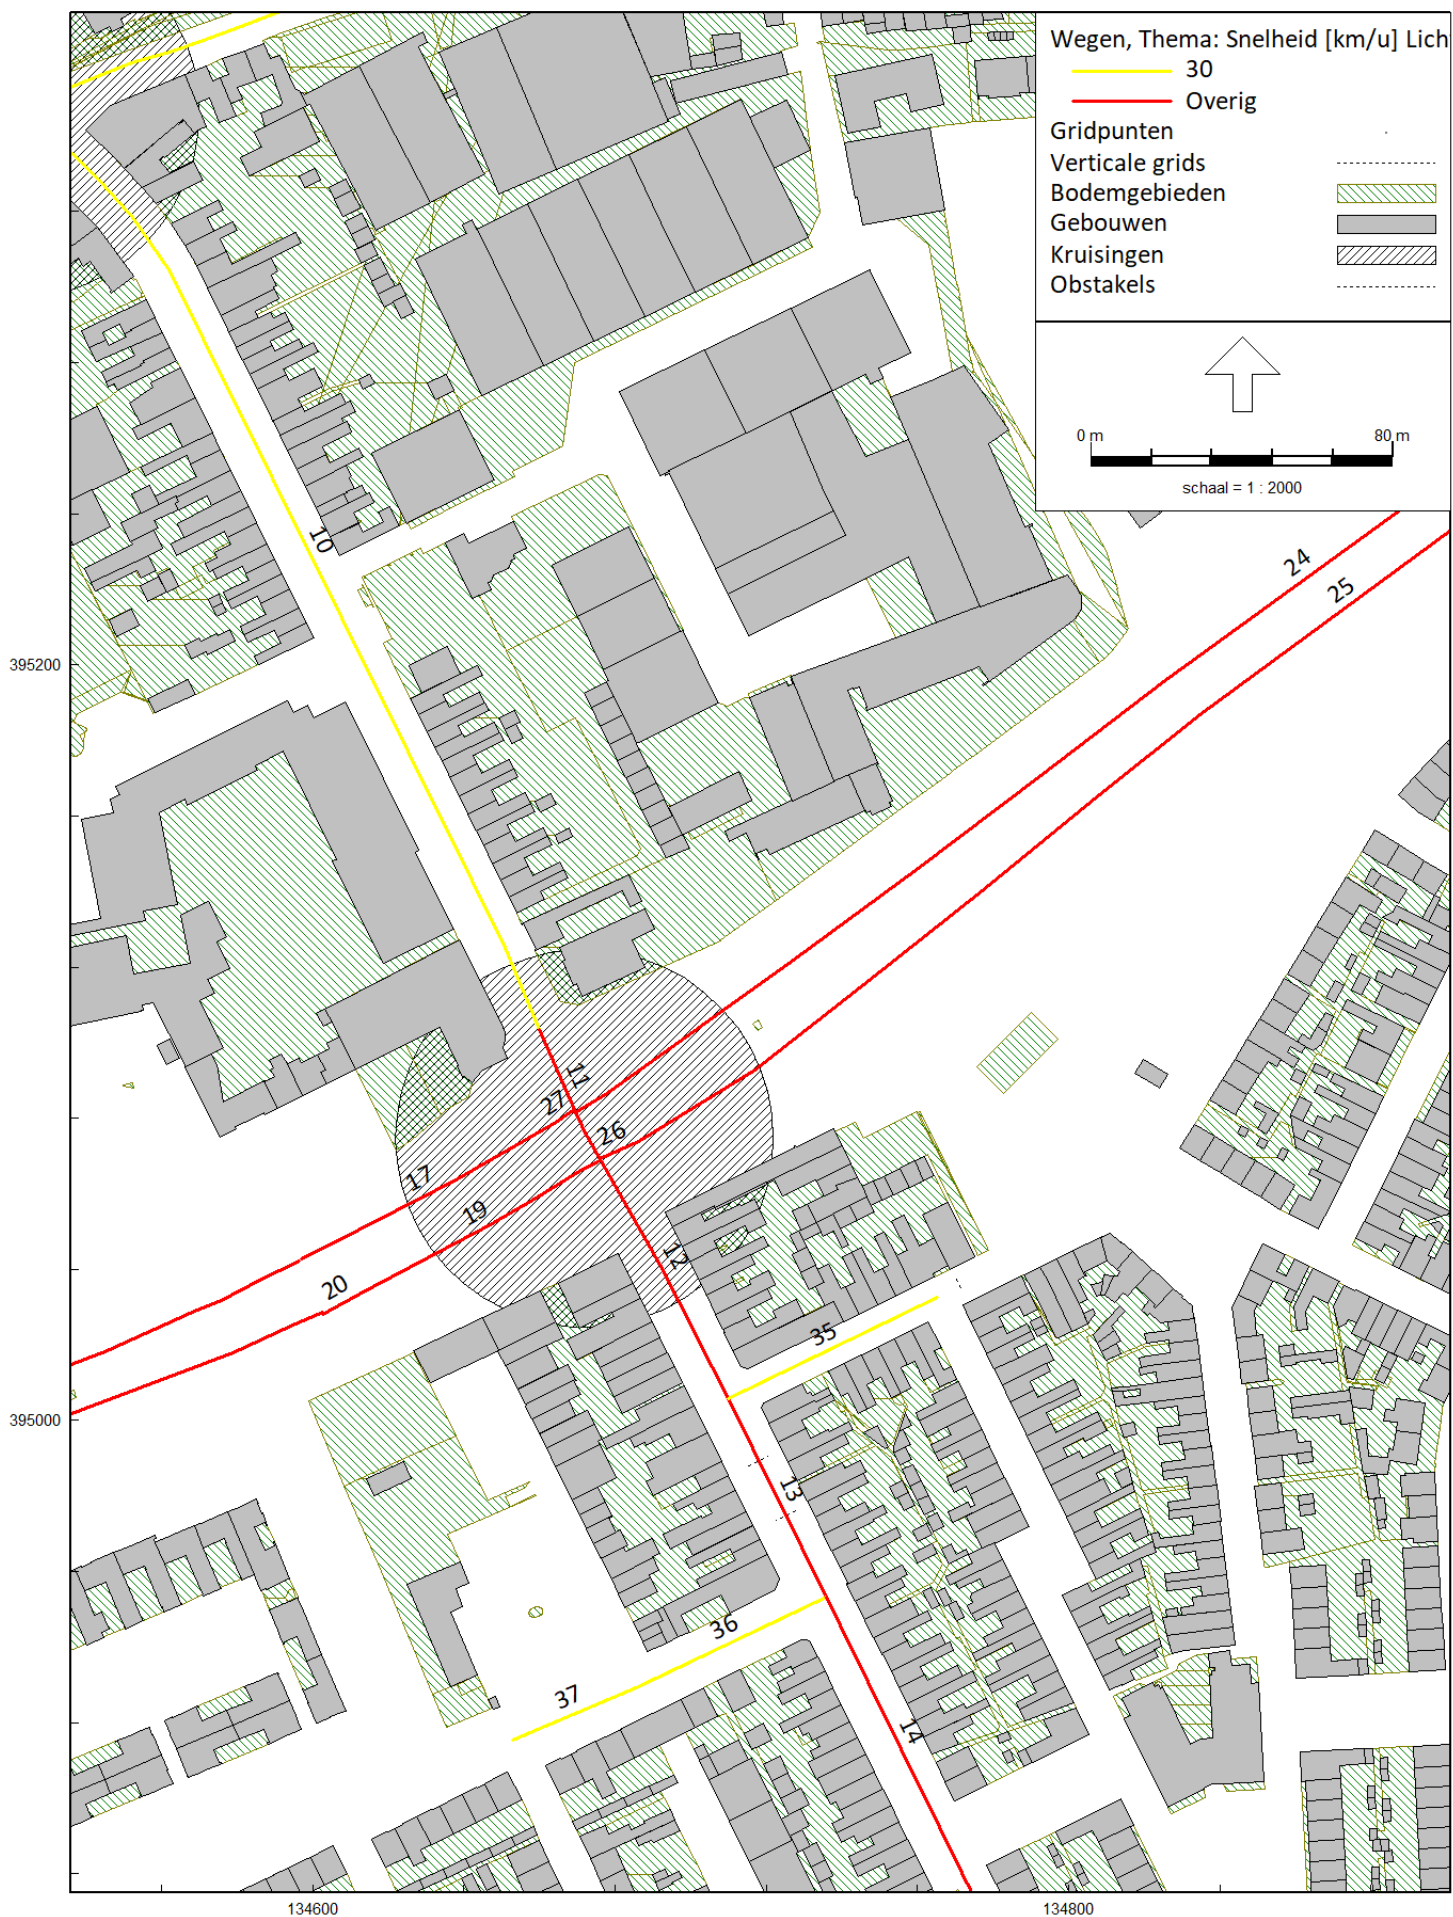 Wegen, Thema: Snelheid [km/u] Lich
30
Overig
Gridpunten
Verticale grids
Bodemgebieden
Gebouwen
Kruisingen
Obstakels
0 m 80 m
schaal = 1 : 2000
10
24
25
395200
11
27
26
17
19
12
20
35
395000
13
36
37
14
134600 134800